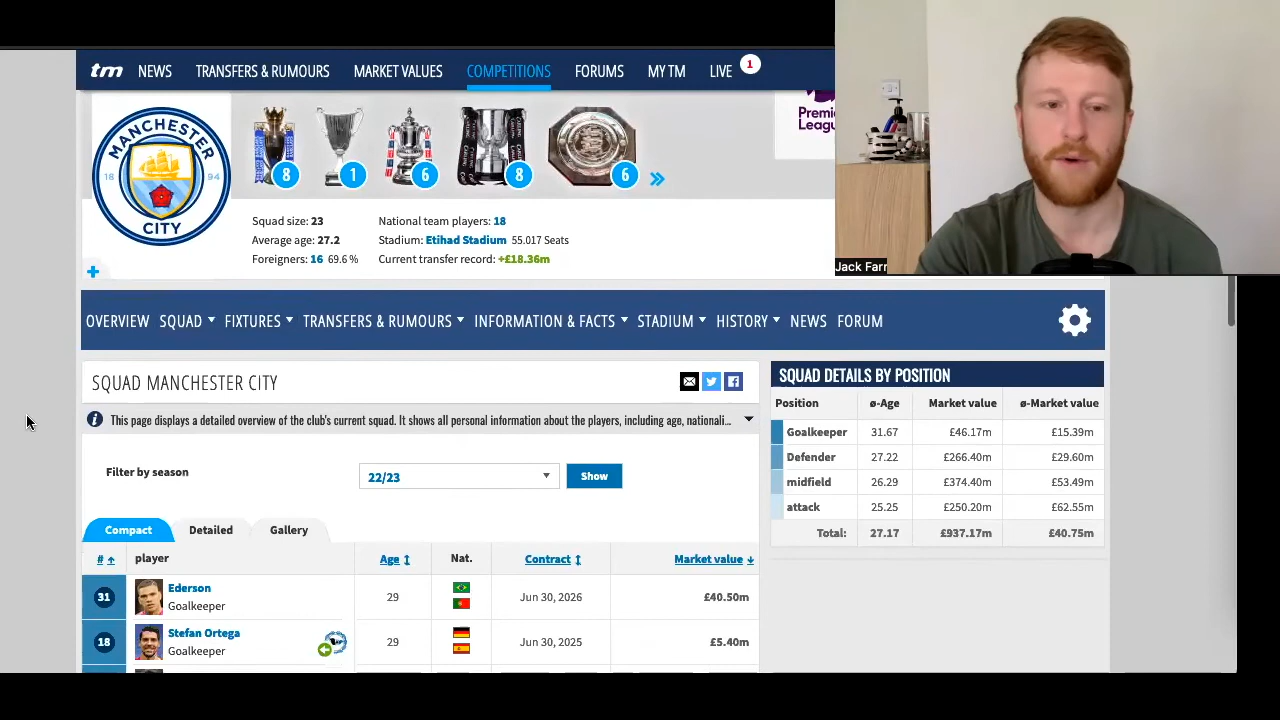 tm NEWS TRANSFERS & RUMOURS MARKET VALUES COMPETITIONS FORUMS MY TM LIVE 1
MANCHESTER
18 94
CITY
8 1 6 8 6 »
Premi
Leagu
Squad size: 23
Average age: 27.2
Foreigners: 16 69.6 %
National team players: 18
Stadium: Etihad Stadium 55.017 Seats
Current transfer record: +£18.36m
Jack Farr
OVERVIEW SQUAD FIXTURES TRANSFERS & RUMOURS INFORMATION & FACTS STADIUM HISTORY NEWS FORUM
SQUAD MANCHESTER CITY
This page displays a detailed overview of the club's current squad. It shows all personal information about the players, including age, nationali...
Filter by season 22/23 Show
Compact Detailed Gallery
# player Age Nat. Contract Market value
31 Ederson 29 Jun 30, 2026 £40.50m
Goalkeeper
18 Stefan Ortega 29 Jun 30, 2025 £5.40m
Goalkeeper
SQUAD DETAILS BY POSITION
Position ø-Age Market value ø-Market value
Goalkeeper 31.67 £46.17m £15.39m
Defender 27.22 £266.40m £29.60m
midfield 26.29 £374.40m £53.49m
attack 25.25 £250.20m £62.55m
Total: 27.17 £937.17m £40.75m